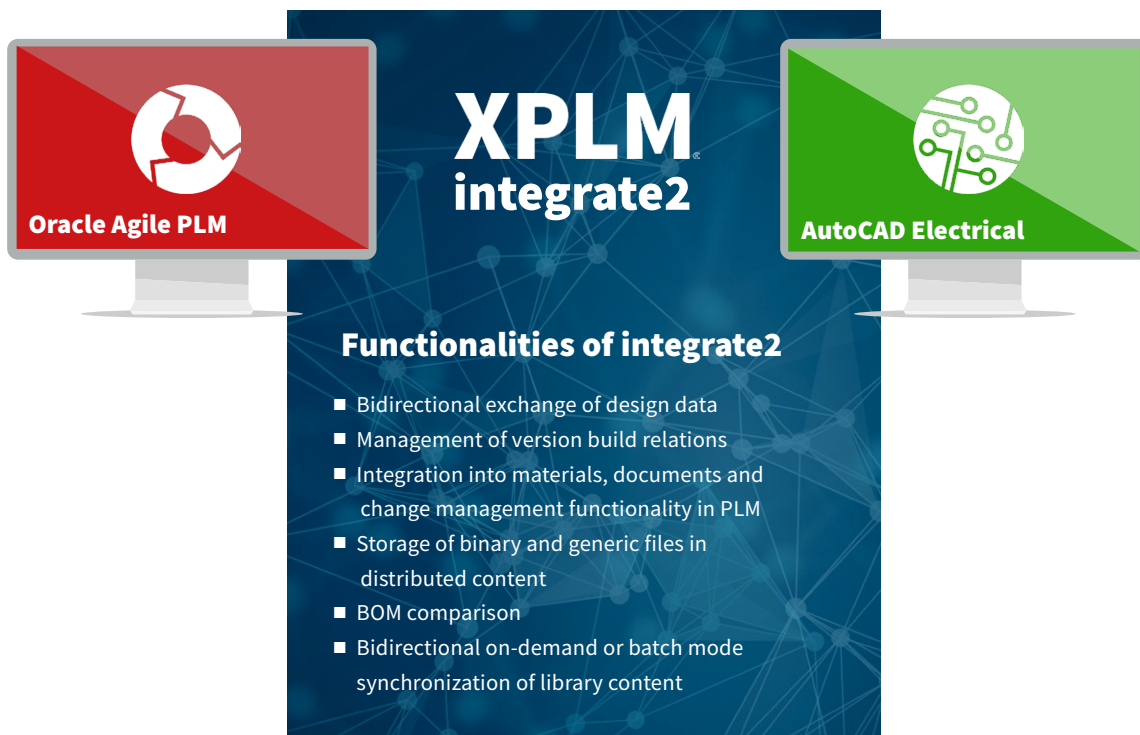 XPLM®
integrate2
Oracle Agile PLM
AutoCAD Electrical
Functionalities of integrate2
■ Bidirectional exchange of design data
■ Management of version build relations
■ Integration into materials, documents and
change management functionality in PLM
■ Storage of binary and generic files in
distributed content
■ BOM comparison
■ Bidirectional on-demand or batch mode
synchronization of library content